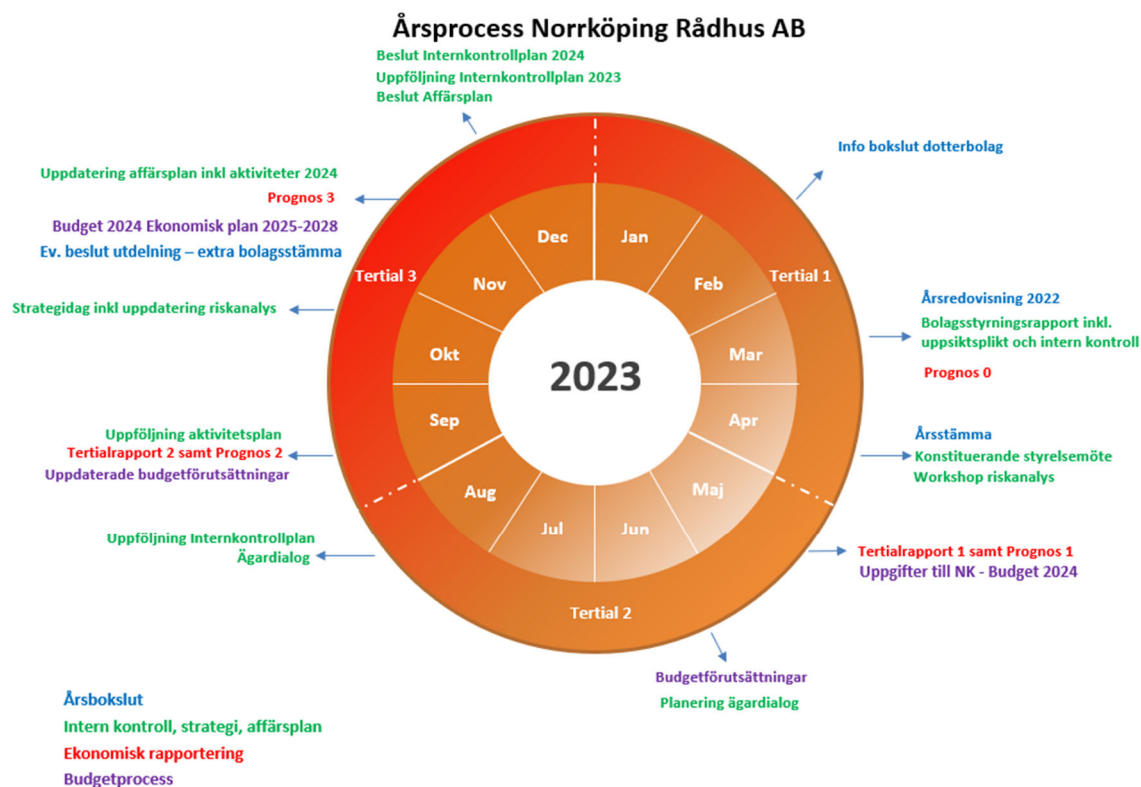 Årsprocess Norrköping Rådhus AB
Beslut Internkontrollplan 2024
Uppföljning Internkontrollplan 2023
Beslut Affärsplan
Info bokslut dotterbolag
Uppdatering affärsplan inkl aktiviteter 2024
Prognos 3
Budget 2024 Ekonomisk plan 2025-2028
Ev. beslut utdelning – extra bolagsstämma
Strategidag inkl uppdatering riskanalys
Uppföljning aktivitetsplan
Tertialrapport 2 samt Prognos 2
Uppdaterade budgetförutsättningar
Uppföljning Internkontrollplan
Ägardialog
Tertial 3
Tertial 1
Tertial 2
Dec
Jan
Nov
Feb
Okt
Mar
Sep
Apr
Aug
Maj
Jul
Jun
2023
Årsredovisning 2022
Bolagsstyrningsrapport inkl.
uppsiktsplikt och intern kontroll
Prognos 0
Årsstämma
Konstituerande styrelsemöte
Workshop riskanalys
Tertialrapport 1 samt Prognos 1
Uppgifter till NK - Budget 2024
Budgetförutsättningar
Planering ägardialog
Årsbokslut
Intern kontroll, strategi, affärsplan
Ekonomisk rapportering
Budgetprocess